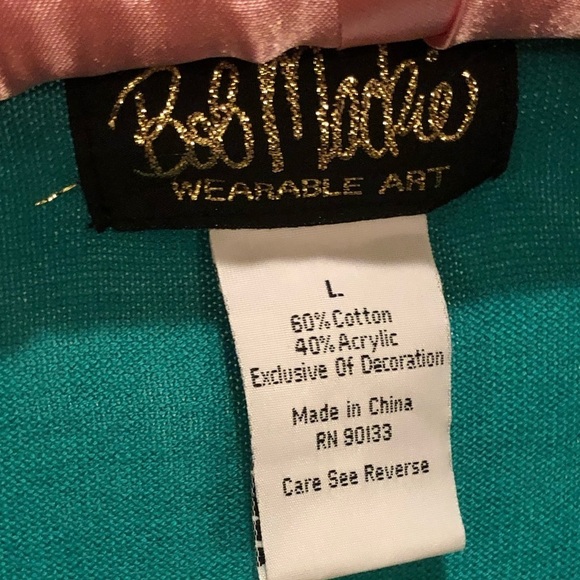 Bob Mackie
WEARABLE ART
L
60% Cotton
40% Acrylic
Exclusive Of Decoration
Made in China
RN 90133
Care See Reverse